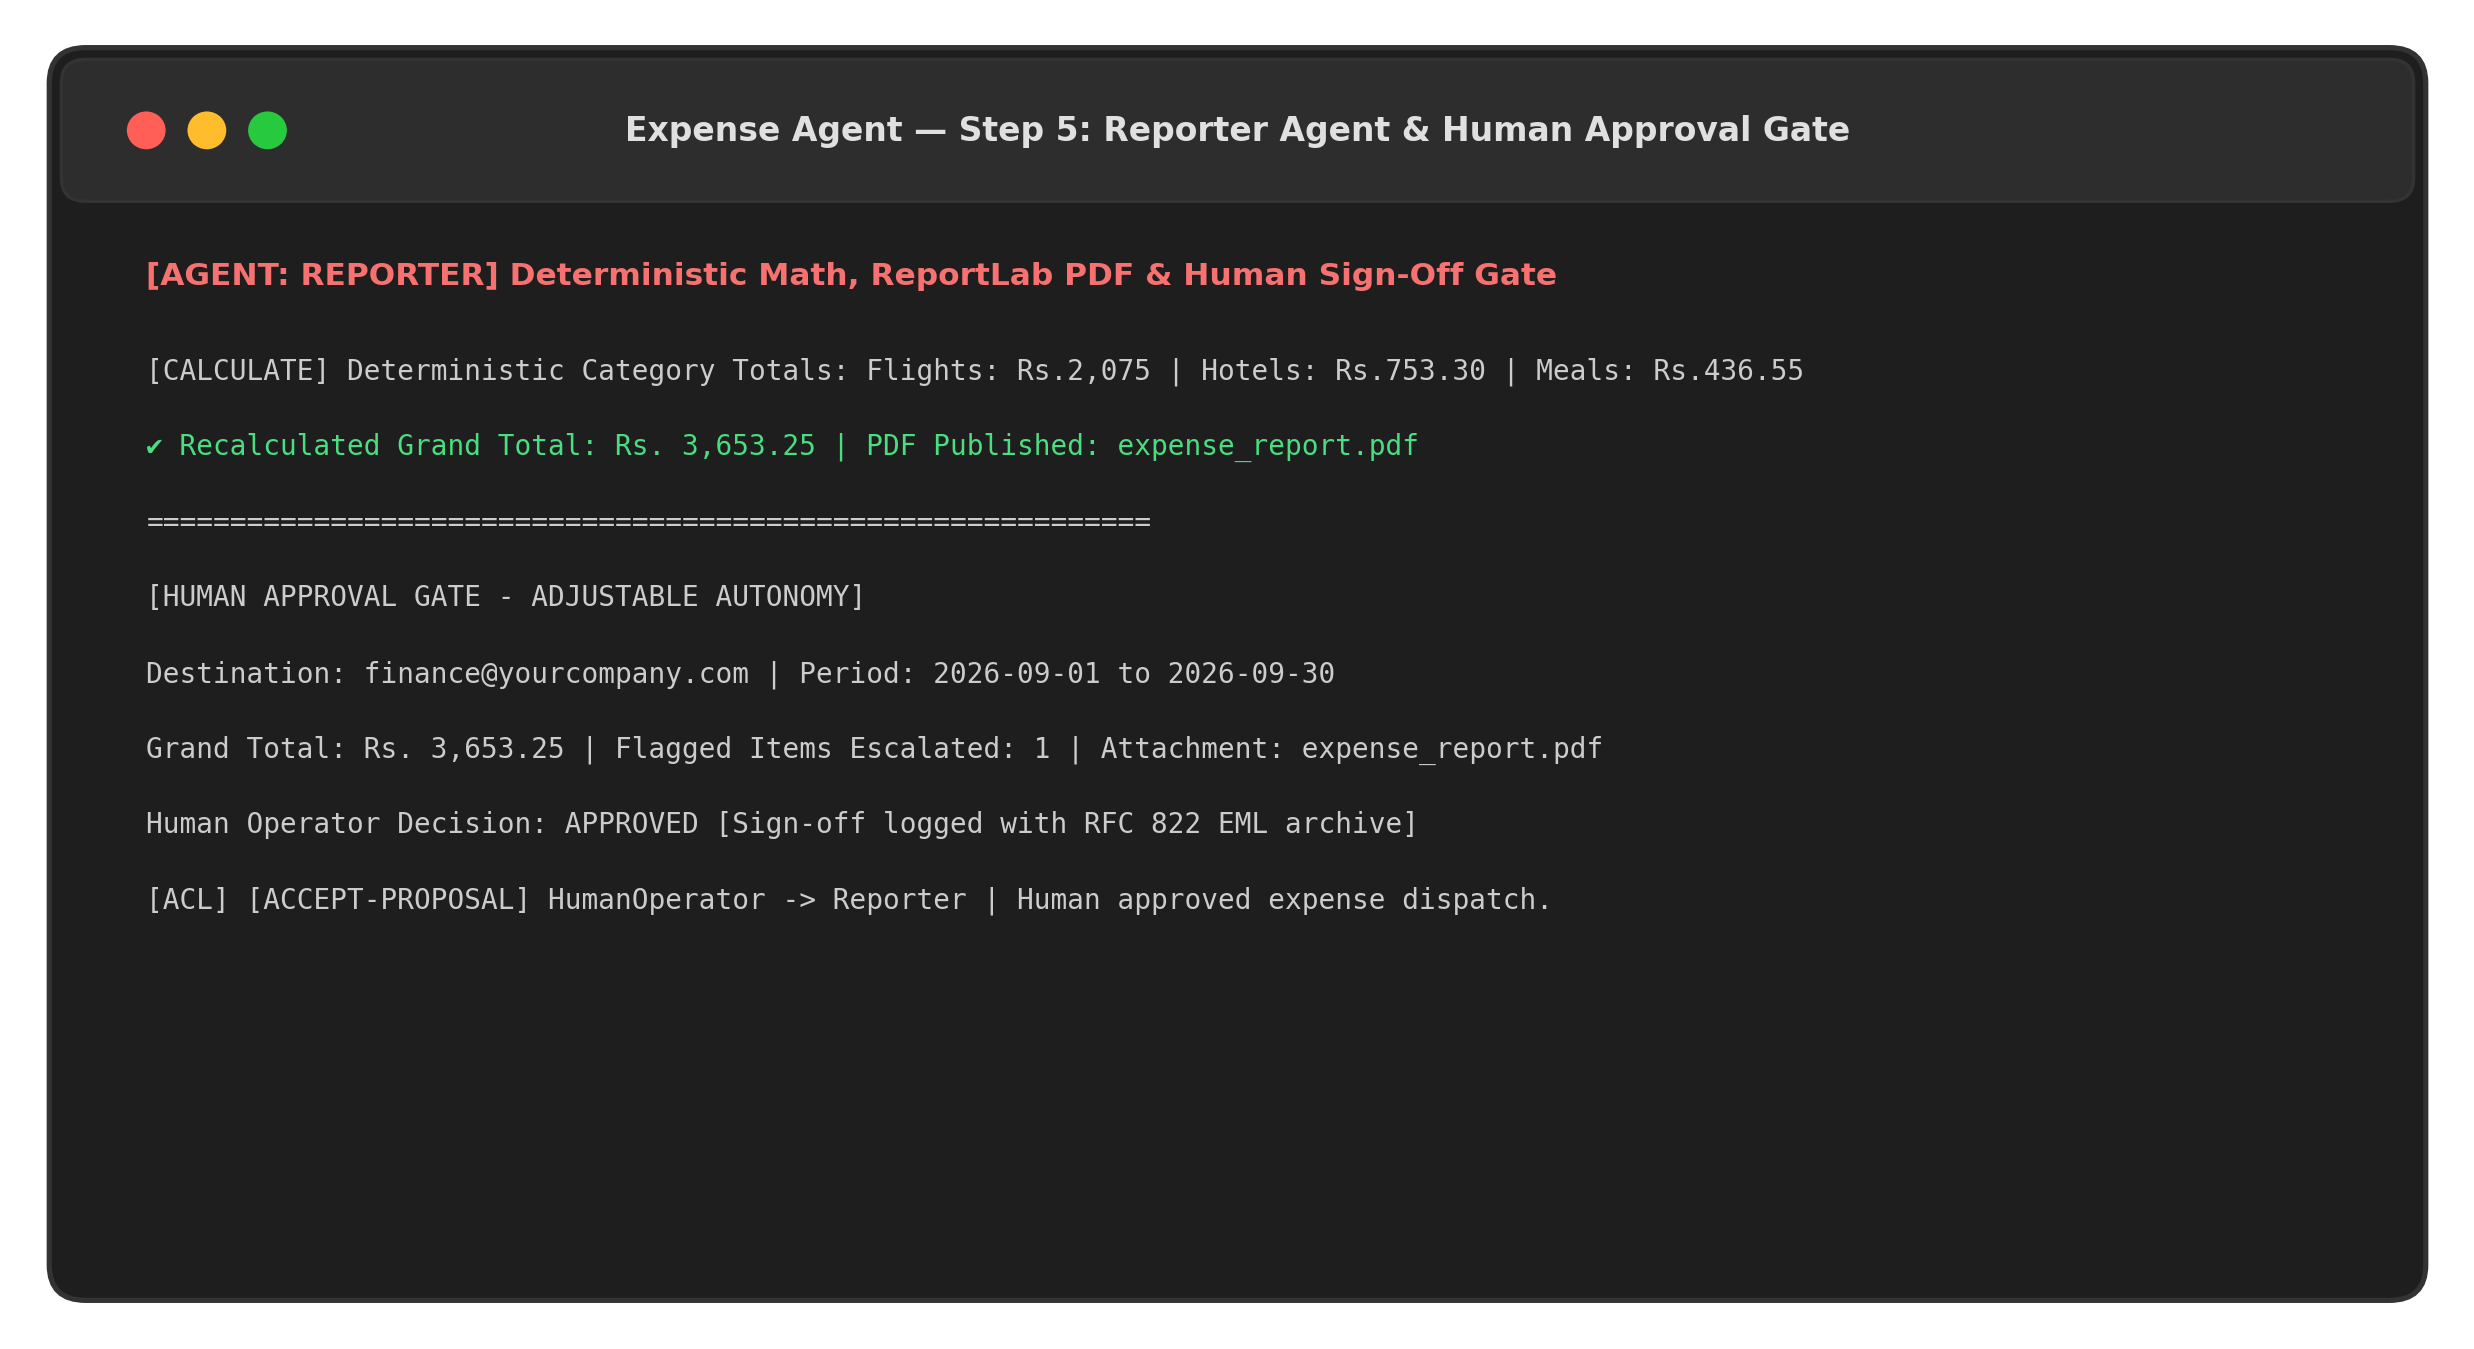 Expense Agent — Step 5: Reporter Agent & Human Approval Gate
[AGENT: REPORTER] Deterministic Math, ReportLab PDF & Human Sign-Off Gate
[CALCULATE] Deterministic Category Totals: Flights: Rs.2,075 | Hotels: Rs.753.30 | Meals: Rs.436.55
✔ Recalculated Grand Total: Rs. 3,653.25 | PDF Published: expense_report.pdf
============================================================
[HUMAN APPROVAL GATE - ADJUSTABLE AUTONOMY]
Destination: finance@yourcompany.com | Period: 2026-09-01 to 2026-09-30
Grand Total: Rs. 3,653.25 | Flagged Items Escalated: 1 | Attachment: expense_report.pdf
Human Operator Decision: APPROVED [Sign-off logged with RFC 822 EML archive]
[ACL] [ACCEPT-PROPOSAL] HumanOperator -> Reporter | Human approved expense dispatch.